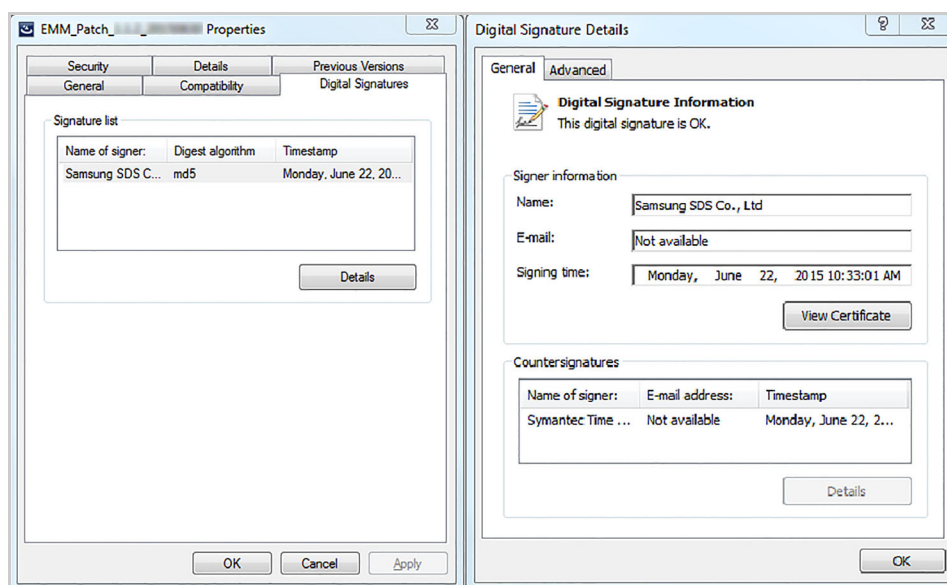 EMM_Patch_ Properties
Security Details Previous Versions
General Compatibility Digital Signatures
Signature list
Name of signer: Digest algorithm Timestamp
Samsung SDS C... md5 Monday, June 22, 20...
Details
OK Cancel Apply
Digital Signature Details
General Advanced
Digital Signature Information
This digital signature is OK.
Signer information
Name: Samsung SDS Co., Ltd
E-mail: Not available
Signing time: Monday, June 22, 2015 10:33:01 AM
View Certificate
Countersignatures
Name of signer: E-mail address: Timestamp
Symantec Time ... Not available Monday, June 22, 2...
Details
OK